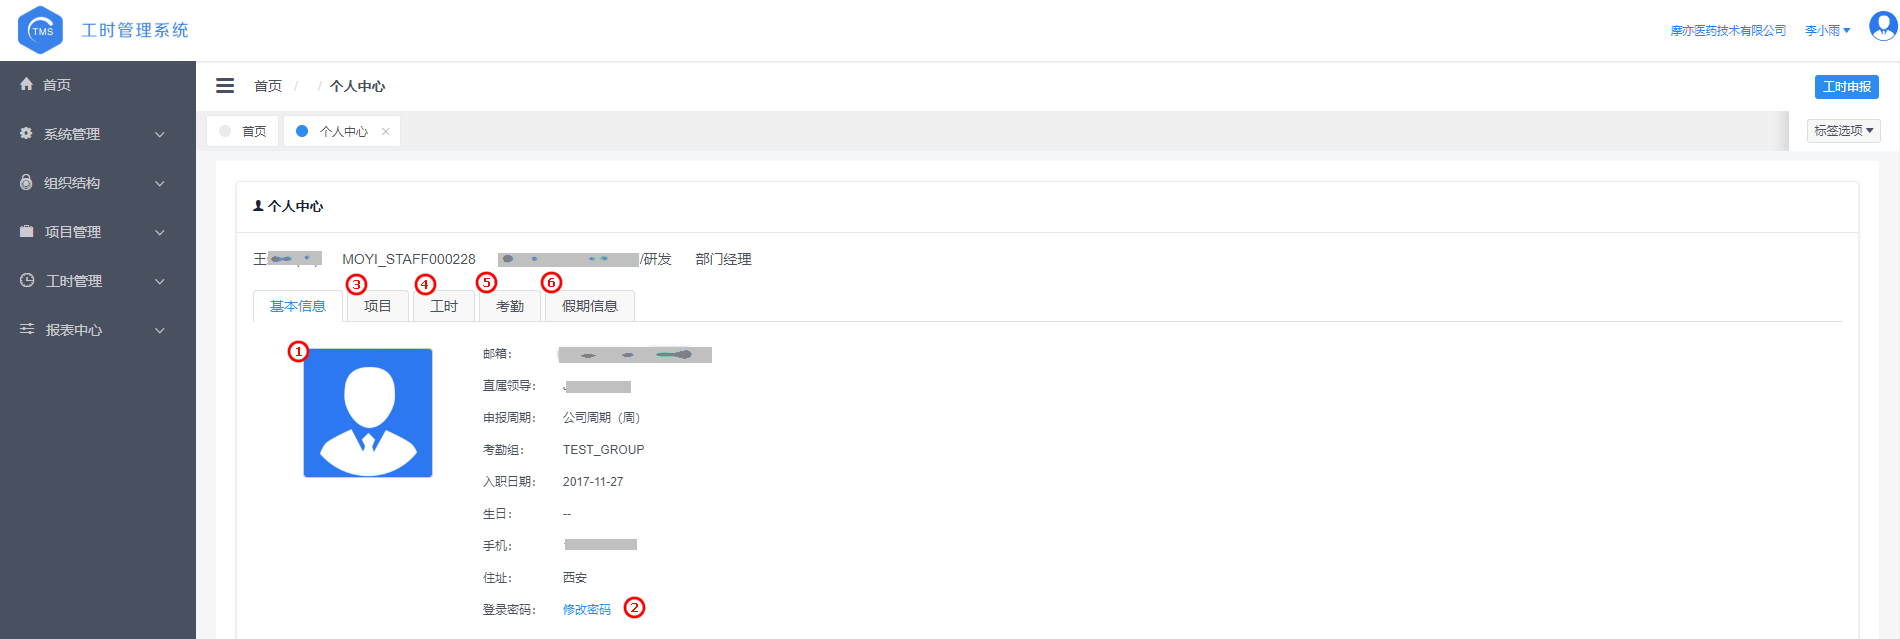 TMS 工时管理系统 摩亦医药技术有限公司 李小雨
首页 首页 / / 个人中心 工时申报
系统管理 首页 个人中心 × 标签选项
组织结构
项目管理
工时管理
报表中心
个人中心
王 MOYI_STAFF000228 /研发 部门经理
③ ④ ⑤ ⑥
基本信息 项目 工时 考勤 假期信息
①
邮箱:
直属领导:
申报周期: 公司周期（周）
考勤组: TEST_GROUP
入职日期: 2017-11-27
生日: --
手机:
住址: 西安
登录密码: 修改密码 ②